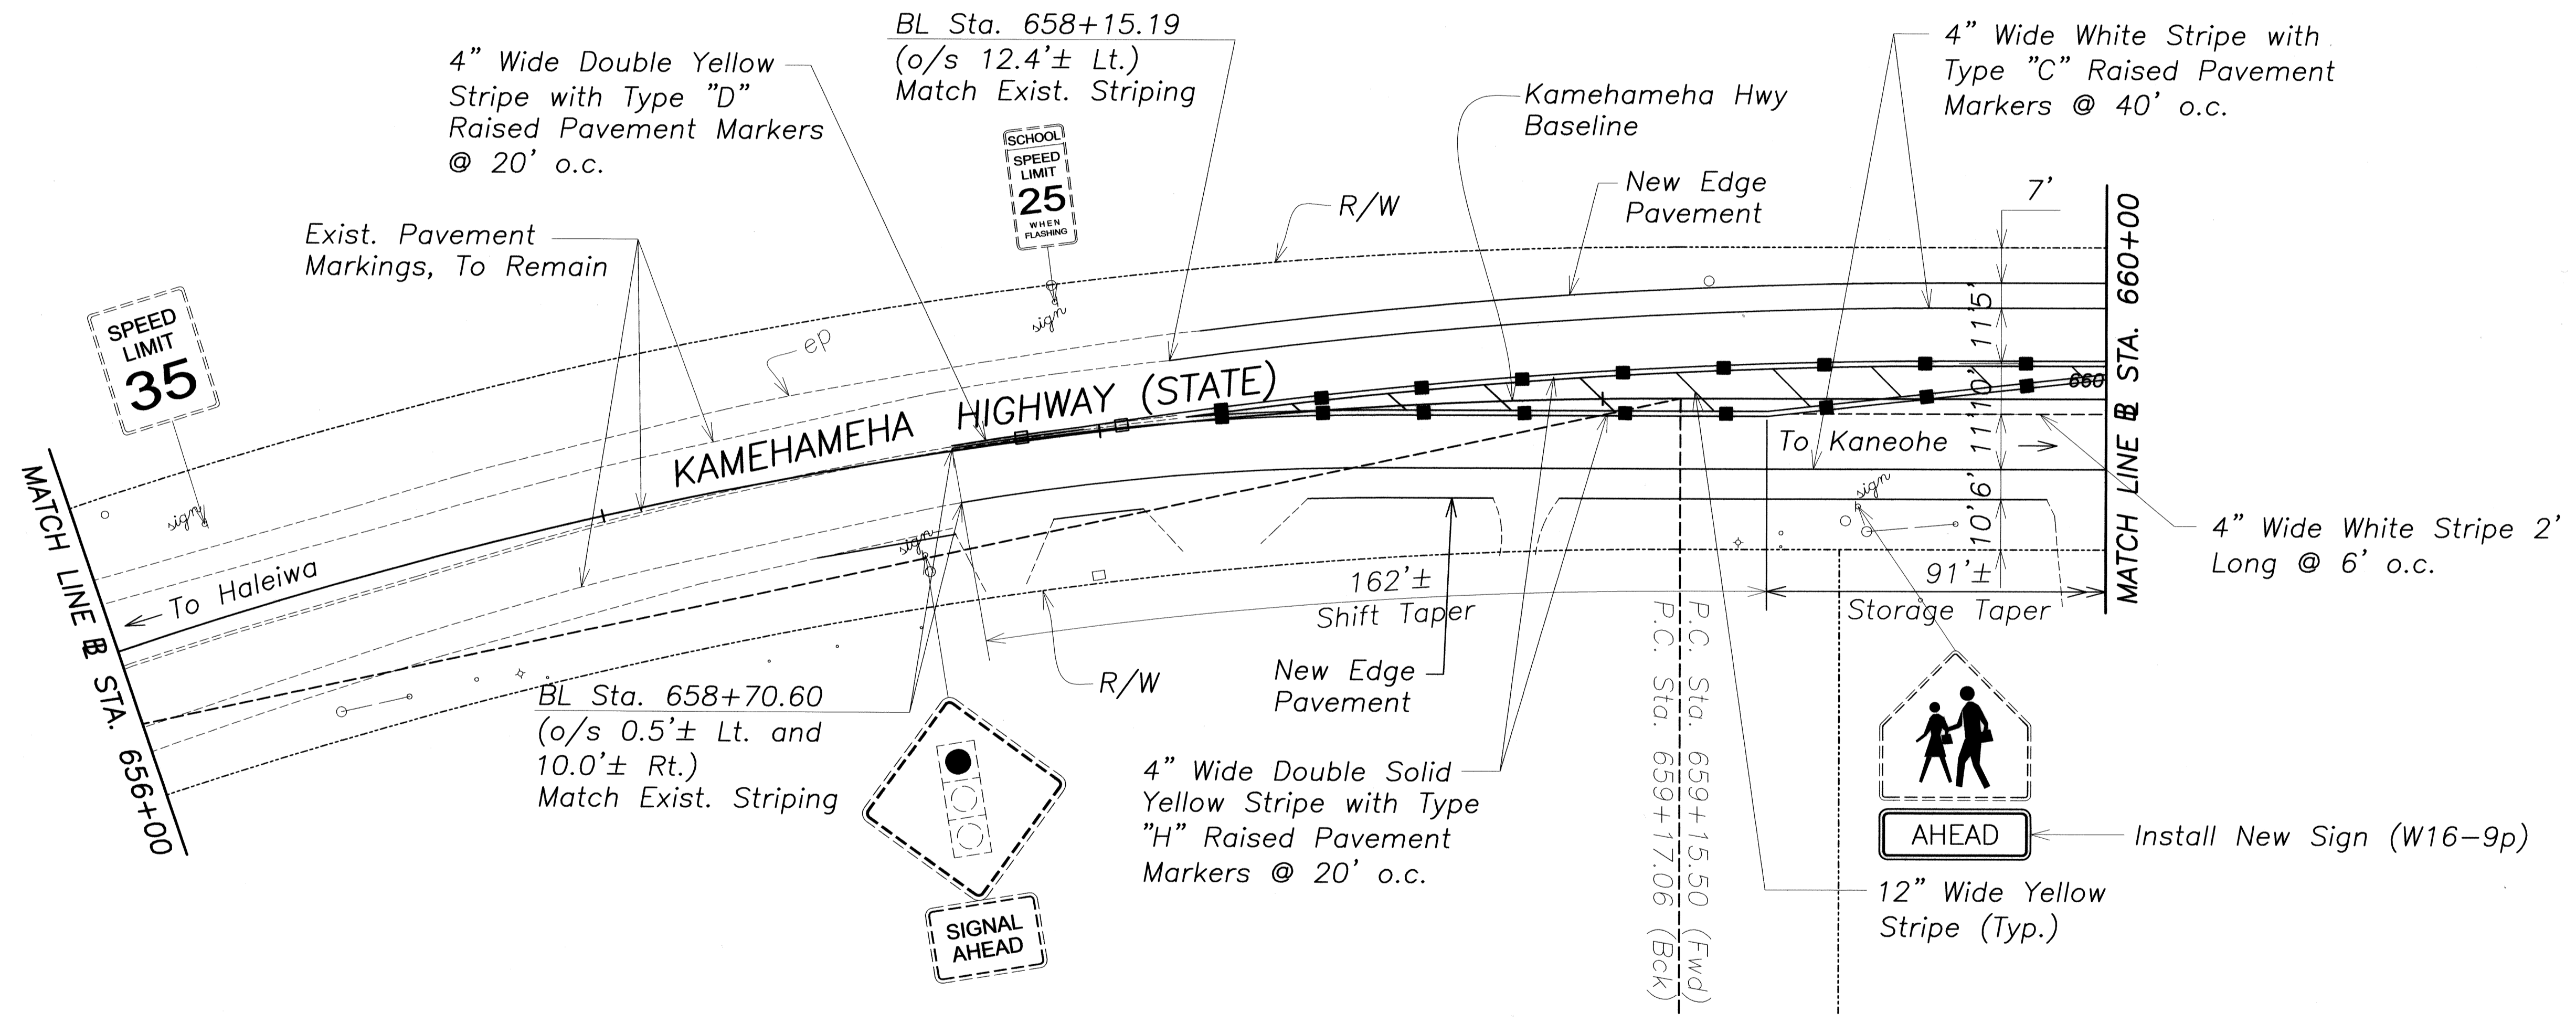 BL Sta. 658+15.19
(o/s 12.4'± Lt.)
Match Exist. Striping
4" Wide Double Yellow
Stripe with Type "D"
Raised Pavement Markers
@ 20' o.c.
4" Wide White Stripe with
Type "C" Raised Pavement
Markers @ 40' o.c.
Kamehameha Hwy
Baseline
New Edge
Pavement
R/W
7'
SCHOOL
SPEED
LIMIT
25
WHEN
FLASHING
sign
Exist. Pavement
Markings, To Remain
SPEED
LIMIT
35
sign
ep
KAMEHAMEHA HIGHWAY (STATE)
5'
11'
10'
11'
6'
10'
660
MATCH LINE BL STA. 660+00
To Kaneohe
sign
4" Wide White Stripe 2'
Long @ 6' o.c.
91'±
Storage Taper
162'±
Shift Taper
To Haleiwa
MATCH LINE BL STA. 656+00
sign
R/W
New Edge
Pavement
BL Sta. 658+70.60
(o/s 0.5'± Lt. and
10.0'± Rt.)
Match Exist. Striping
SIGNAL
AHEAD
4" Wide Double Solid
Yellow Stripe with Type
"H" Raised Pavement
Markers @ 20' o.c.
P.C. Sta. 659+15.50 (Fwd)
P.C. Sta. 659+17.06 (Bck)
AHEAD
Install New Sign (W16-9p)
12" Wide Yellow
Stripe (Typ.)